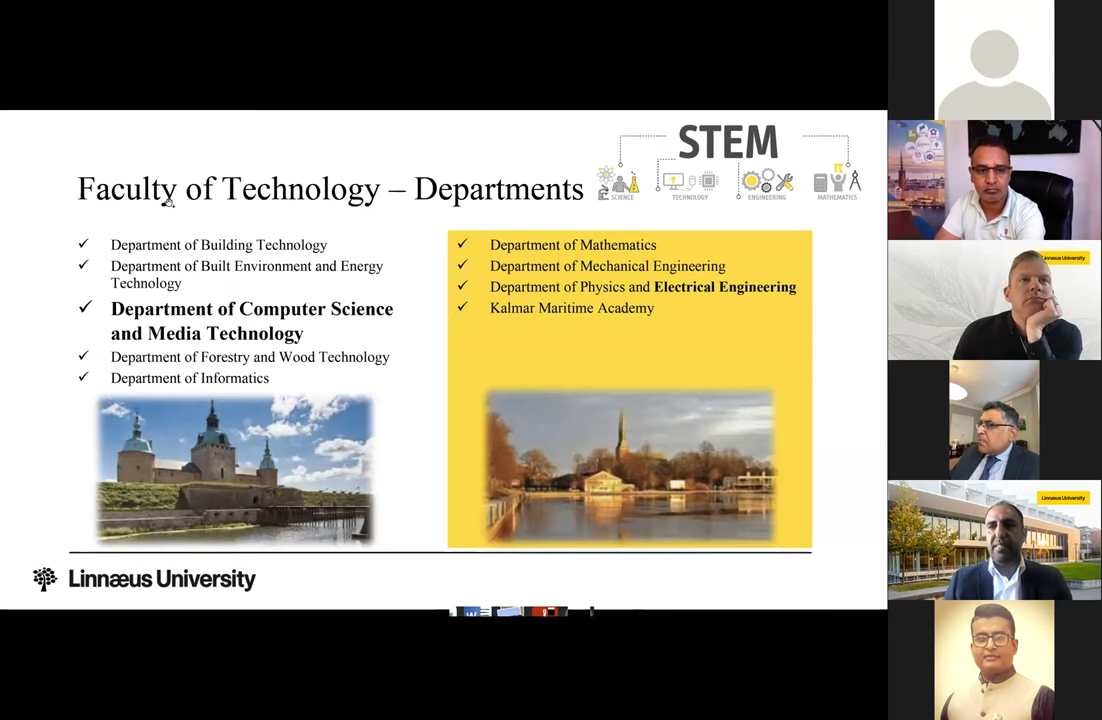 STEM
SCIENCE
TECHNOLOGY
ENGINEERING
MATHEMATICS
Faculty of Technology – Departments
✓ Department of Building Technology
✓ Department of Built Environment and Energy
Technology
✓ Department of Computer Science
and Media Technology
✓ Department of Forestry and Wood Technology
✓ Department of Informatics
✓ Department of Mathematics
✓ Department of Mechanical Engineering
✓ Department of Physics and Electrical Engineering
✓ Kalmar Maritime Academy
Linnæus University
Linnæus University
Linnæus University